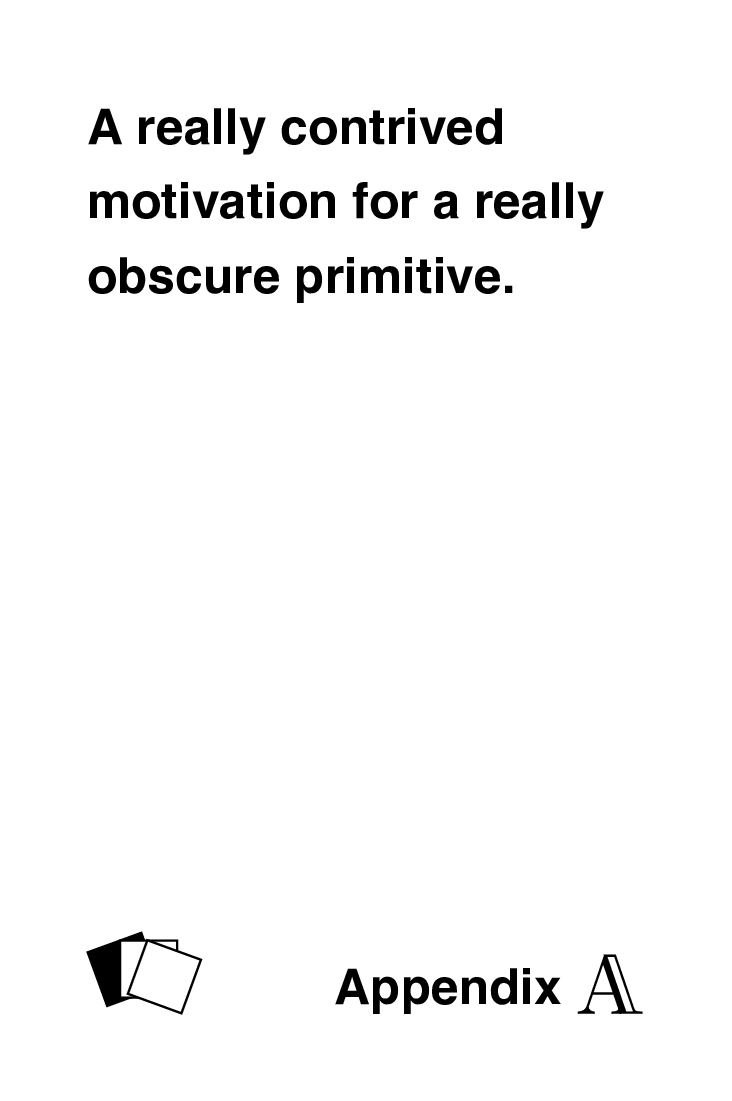 A really contrived
motivation for a really
obscure primitive.
Appendix A